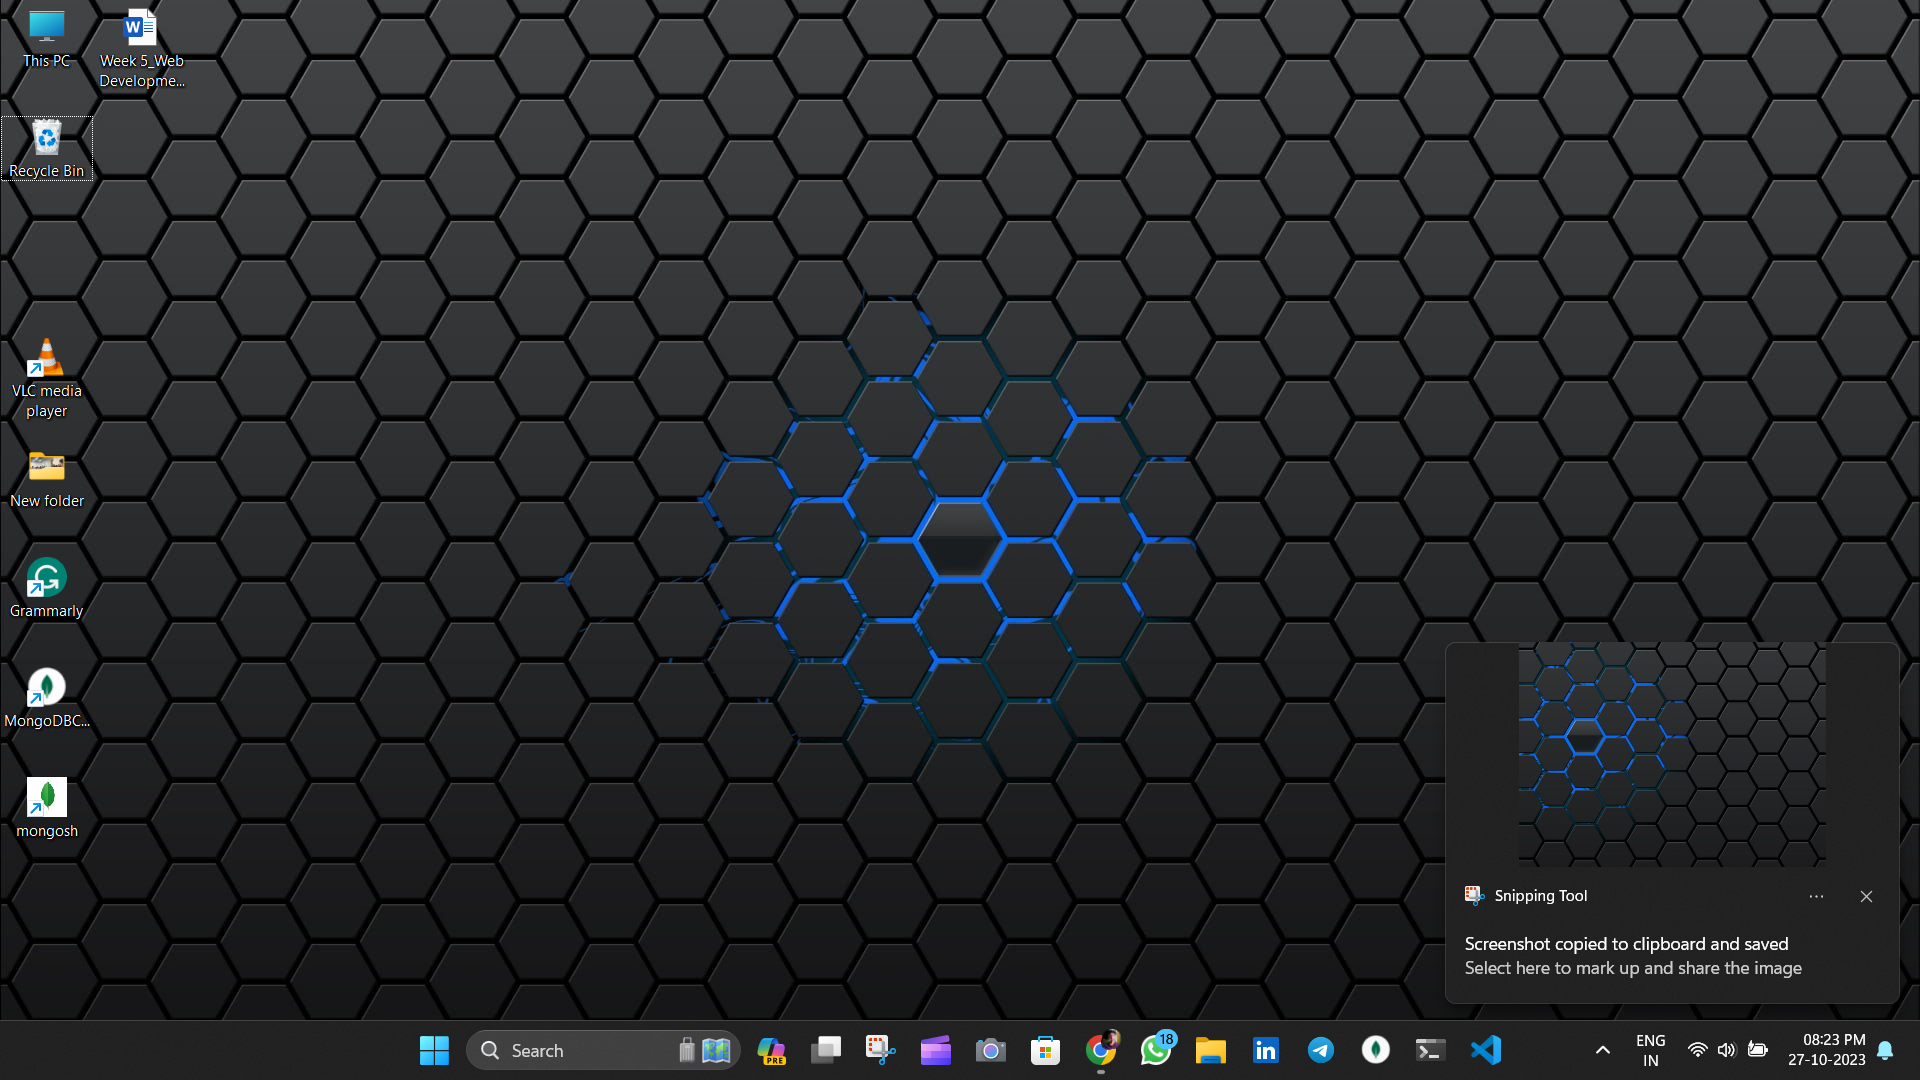 This PC
Week 5_Web
Developme...
Recycle Bin
VLC media
player
New folder
Grammarly
MongoDBC...
mongosh
Snipping Tool
Screenshot copied to clipboard and saved
Select here to mark up and share the image
Search
PRE
18
ENG
IN
08:23 PM
27-10-2023